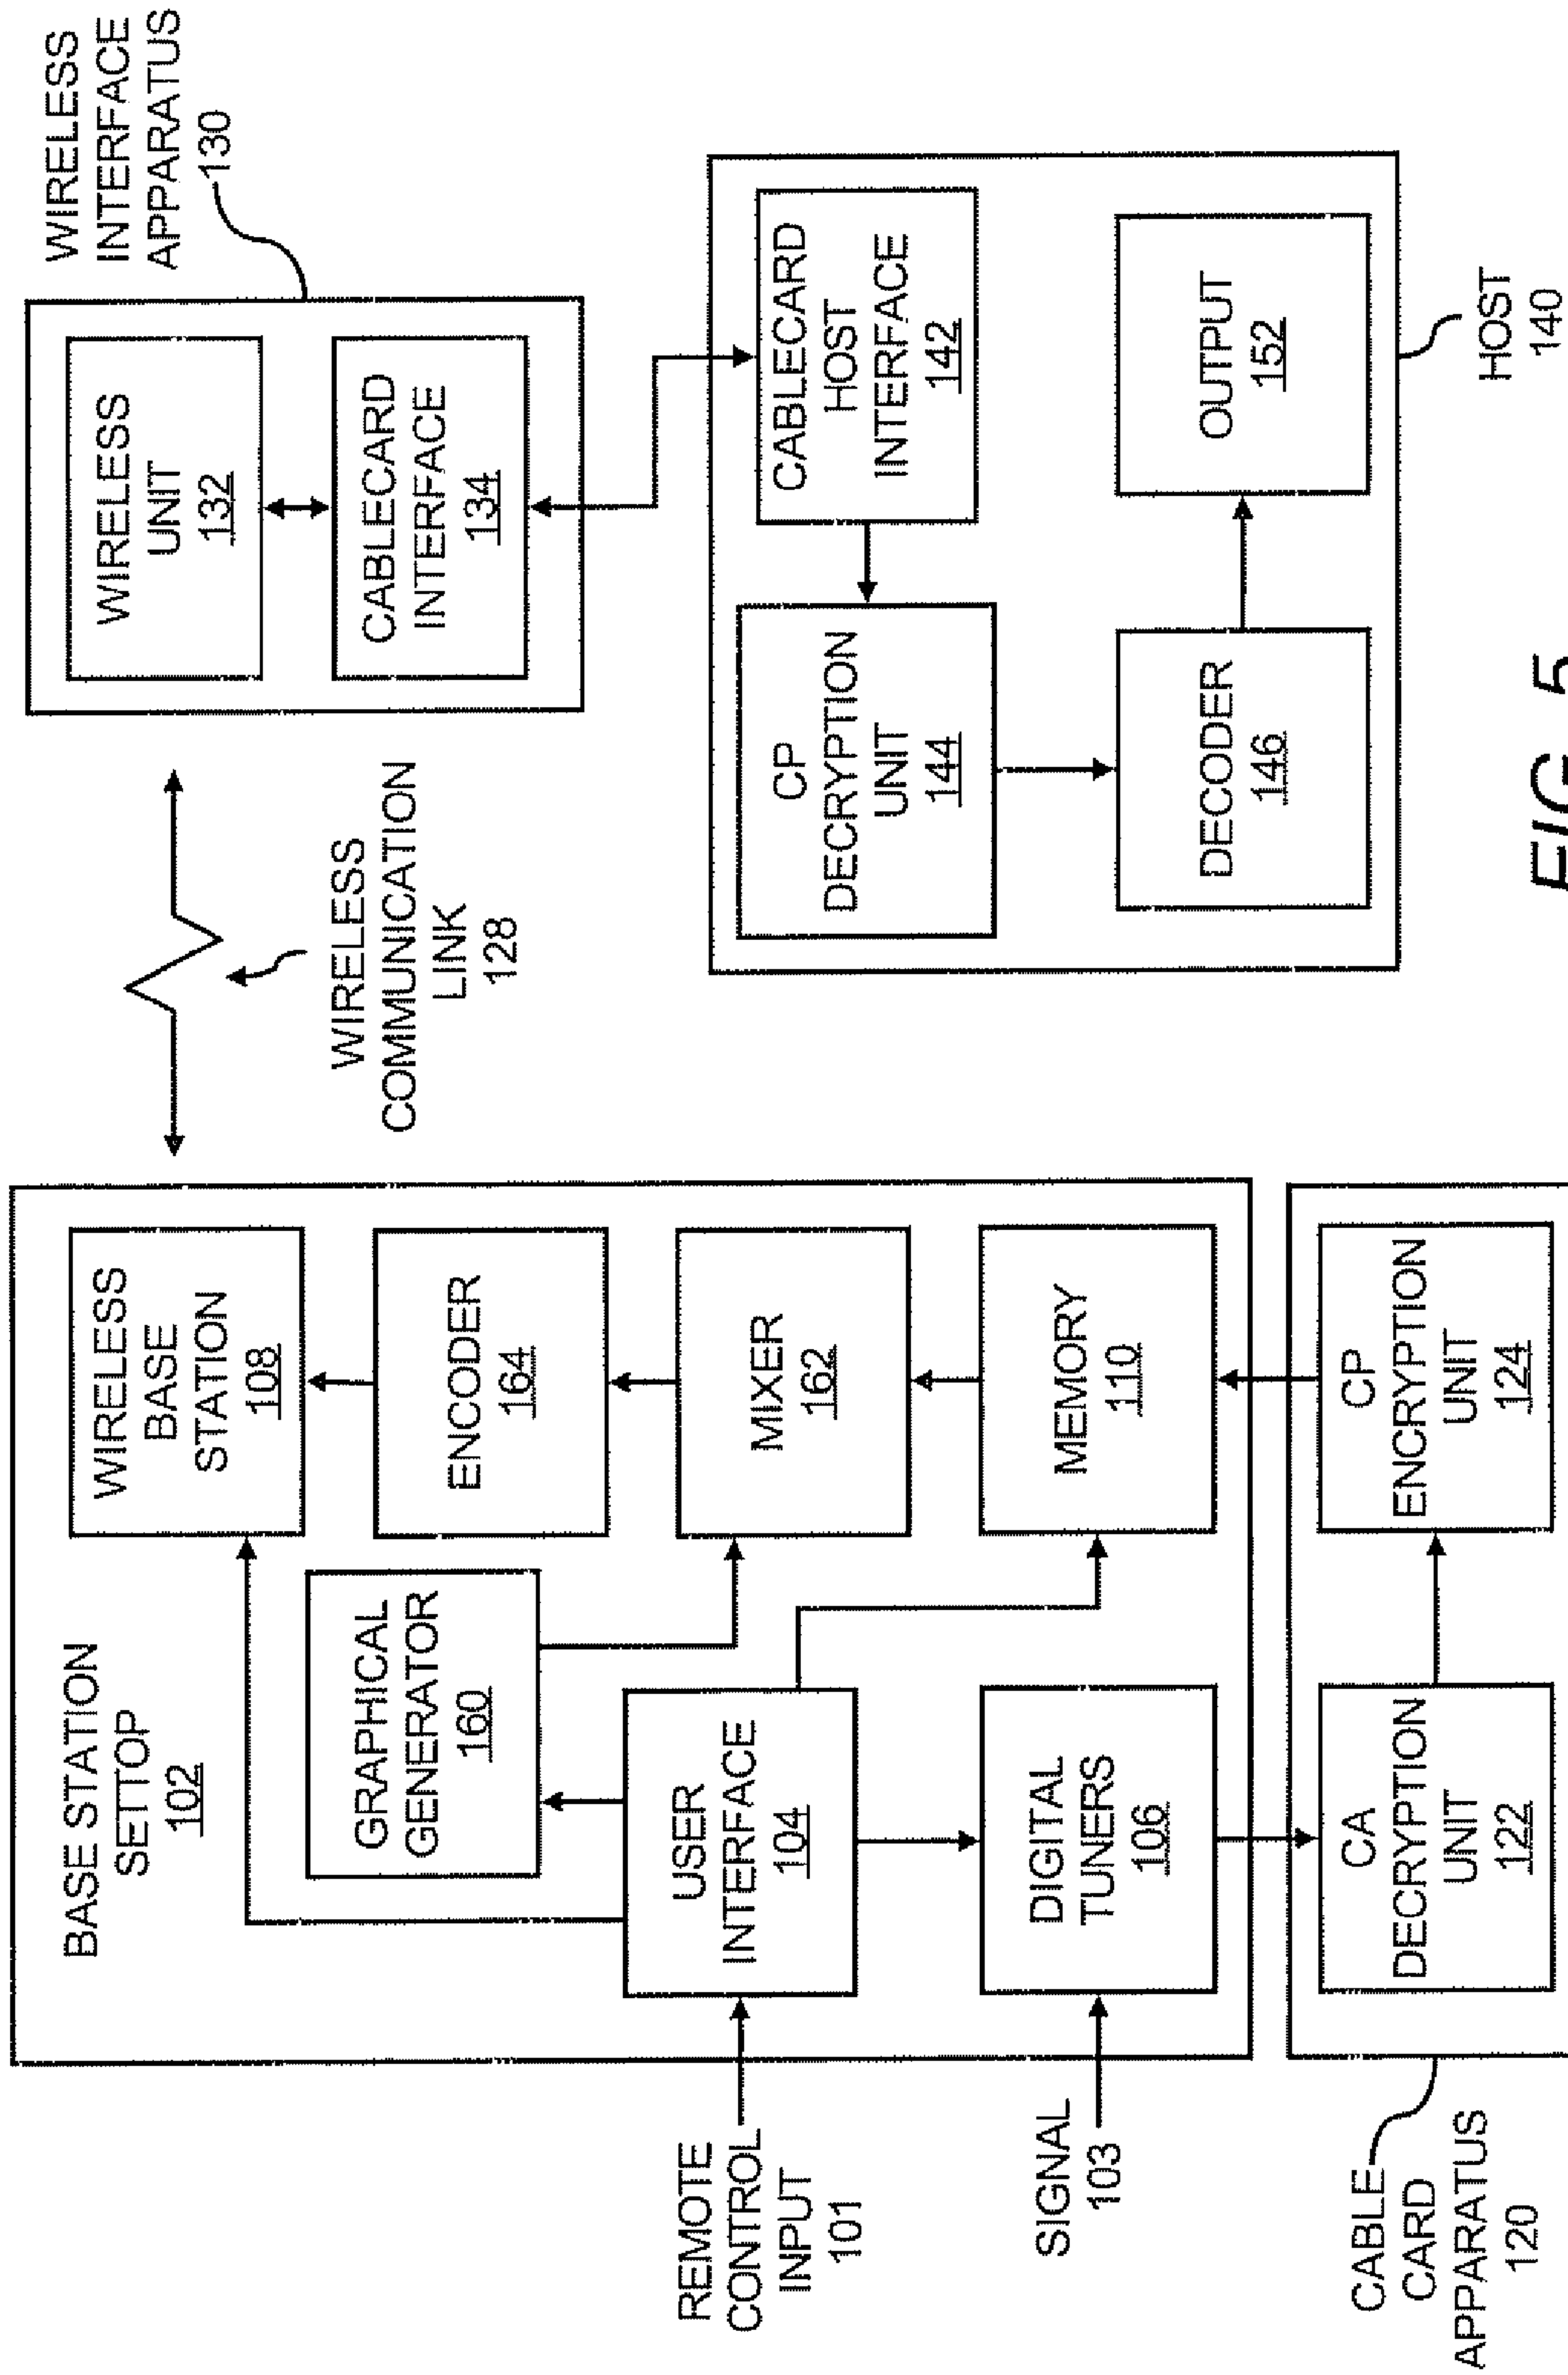 BASE STATION
SETTOP
102
WIRELESS
BASE
STATION
108
GRAPHICAL
GENERATOR
160
ENCODER
164
REMOTE
CONTROL
INPUT
101
USER
INTERFACE
104
MIXER
162
SIGNAL
103
DIGITAL
TUNERS
106
MEMORY
110
CABLE
CARD
APPARATUS
120
CA
DECRYPTION
UNIT
122
CP
ENCRYPTION
UNIT
124
WIRELESS
COMMUNICATION
LINK
128
WIRELESS
INTERFACE
APPARATUS
130
WIRELESS
UNIT
132
CABLECARD
INTERFACE
134
CP
DECRYPTION
UNIT
144
CABLECARD
HOST
INTERFACE
142
DECODER
146
OUTPUT
152
HOST
140
FIG. 5